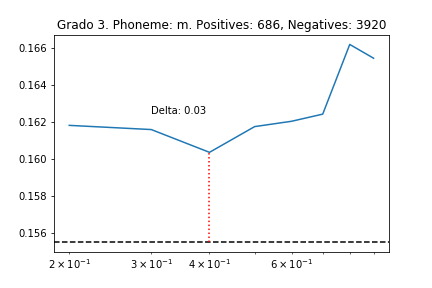 Grado 3. Phoneme: m. Positives: 686, Negatives: 3920
0.166
0.164
0.162
0.160
0.158
0.156
Delta: 0.03
2 × 10⁻¹ 3 × 10⁻¹ 4 × 10⁻¹ 6 × 10⁻¹